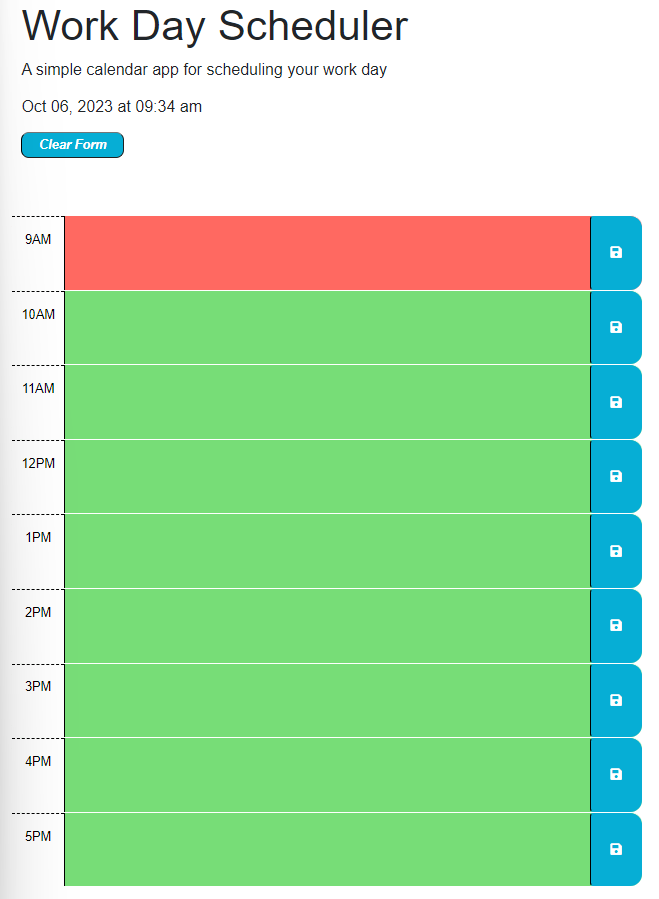 Work Day Scheduler
A simple calendar app for scheduling your work day
Oct 06, 2023 at 09:34 am
Clear Form
9AM
10AM
11AM
12PM
1PM
2PM
3PM
4PM
5PM